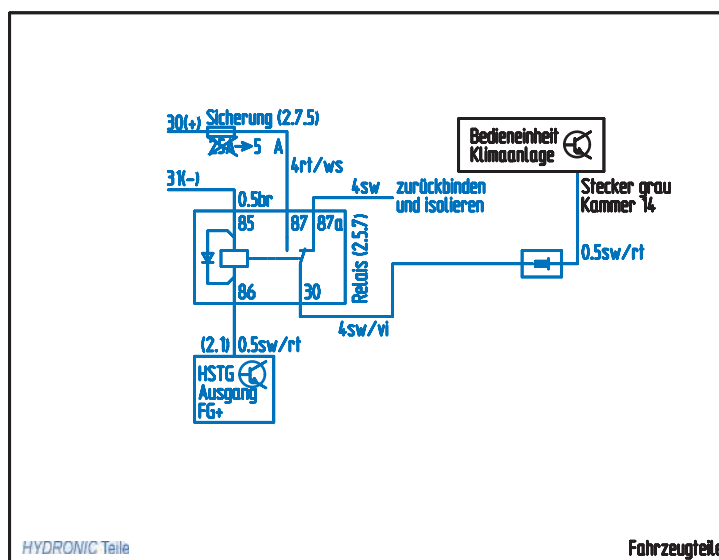 Sicherung (2.7.5)
30(+)
25A→5 A
4rt/ws
31(-)
0.5br
4sw
zurückbinden
und isolieren
85
87
87a
Relais (2.5.7)
86
30
4sw/vi
(2.1)
0.5sw/rt
HSTG
Ausgang
FG+
Bedieneinheit
Klimaanlage
Stecker grau
Kammer 14
0.5sw/rt
HYDRONIC Teile
Fahrzeugteile